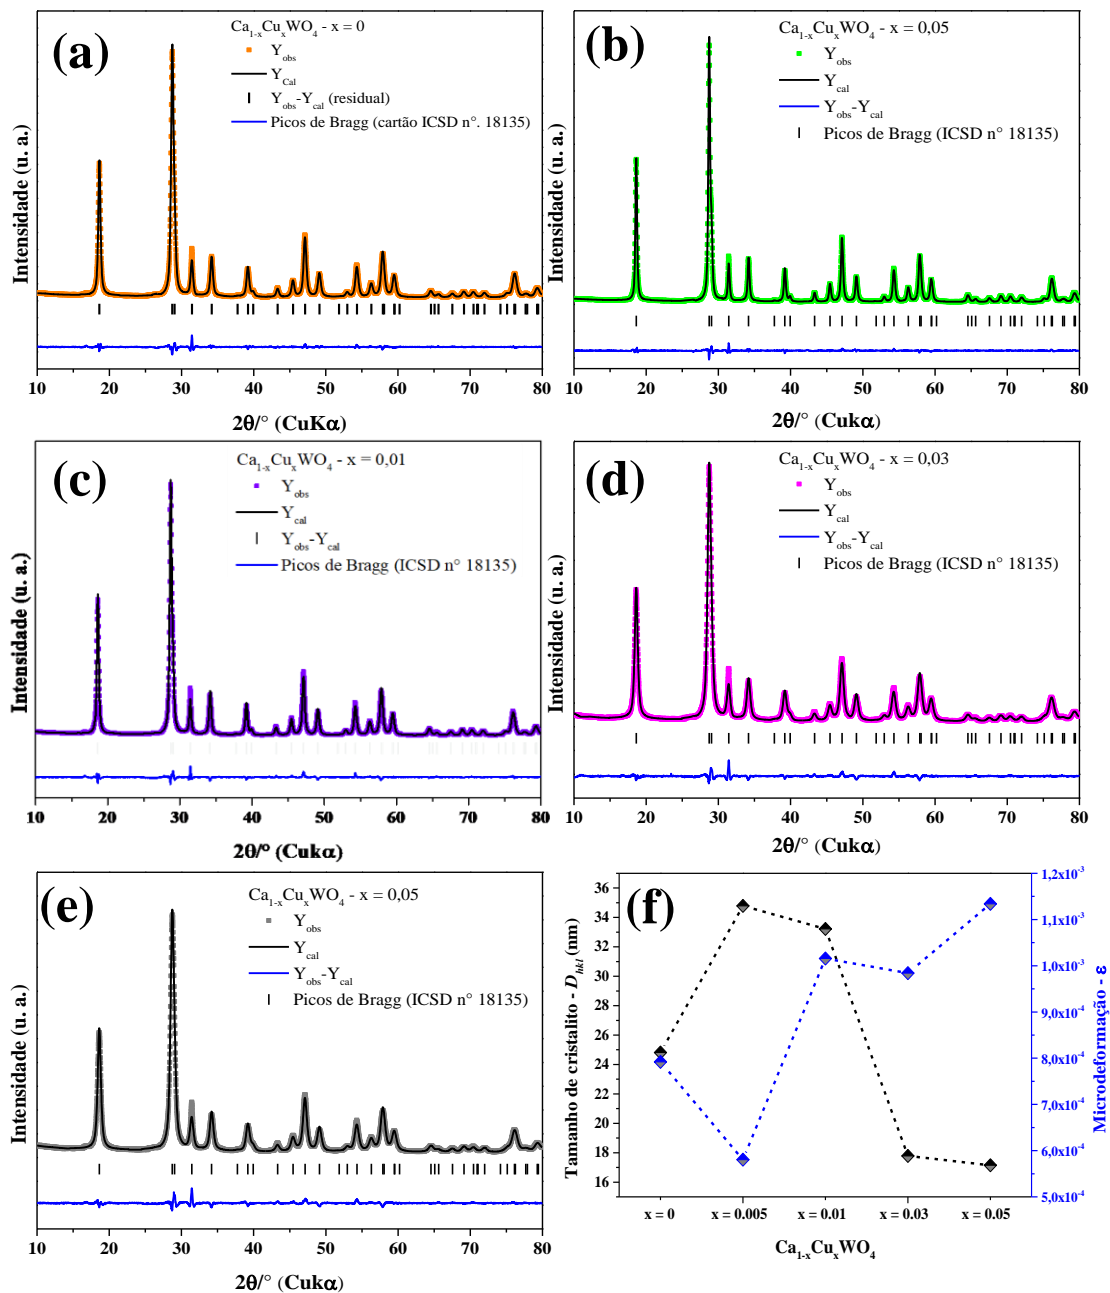 (a)
Ca1-xCuxWO4 - x = 0
Yobs
YCal
Yobs-Ycal (residual)
Picos de Bragg (cartão ICSD n°. 18135)
Intensidade (u. a.)
10 20 30 40 50 60 70 80
2θ/° (CuKα)
(b)
Ca1-xCuxWO4 - x = 0,05
Yobs
Ycal
Yobs-Ycal
Picos de Bragg (ICSD n° 18135)
Intensidade (u. a.)
10 20 30 40 50 60 70 80
2θ/° (Cukα)
(c)
Ca1-xCuxWO4 - x = 0,01
Yobs
Ycal
Yobs-Ycal
Picos de Bragg (ICSD n° 18135)
Intensidade (u. a.)
10 20 30 40 50 60 70 80
2θ/° (Cukα)
(d)
Ca1-xCuxWO4 - x = 0,03
Yobs
Ycal
Yobs-Ycal
Picos de Bragg (ICSD n° 18135)
Intensidade (u. a.)
10 20 30 40 50 60 70 80
2θ/° (Cukα)
(e)
Ca1-xCuxWO4 - x = 0,05
Yobs
Ycal
Yobs-Ycal
Picos de Bragg (ICSD n° 18135)
Intensidade (u. a.)
10 20 30 40 50 60 70 80
2θ/° (Cukα)
(f)
Tamanho de cristalito - Dhkl (nm)
36
34
32
30
28
26
24
22
20
18
16
1,2x10-3
1,1x10-3
1,0x10-3
9,0x10-4
8,0x10-4
7,0x10-4
6,0x10-4
5,0x10-4
Microdeformação - ε
x = 0 x = 0.005 x = 0.01 x = 0.03 x = 0.05
Ca1-xCuxWO4